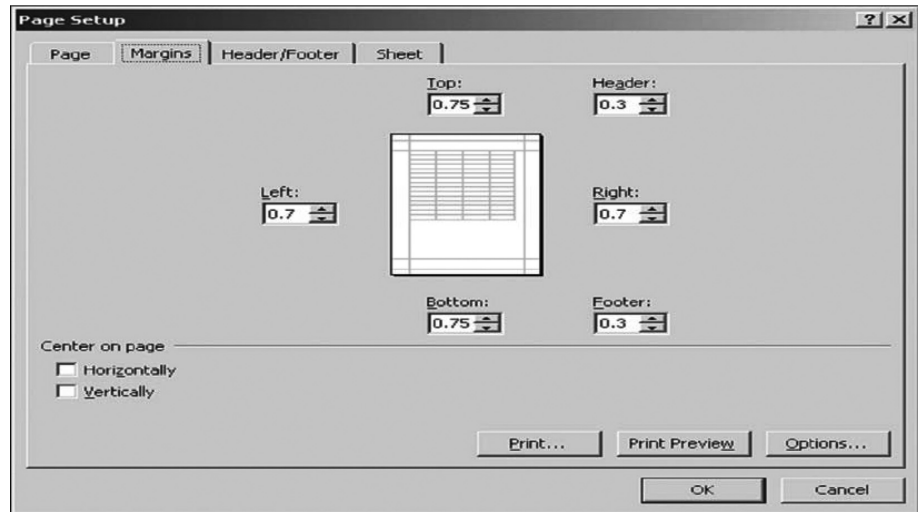 Page Setup
Page Margins Header/Footer Sheet
Top: Header:
0.75 0.3
Left: Right:
0.7 0.7
Bottom: Footer:
0.75 0.3
Center on page
Horizontally
Vertically
Print... Print Preview Options...
OK Cancel